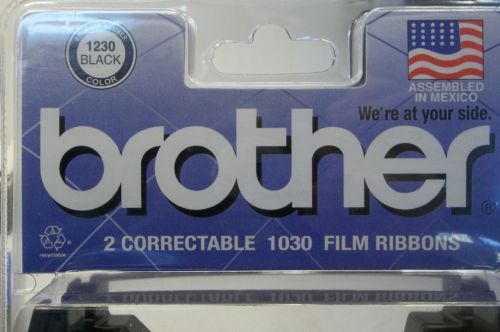 1230
BLACK
COLOR
ASSEMBLED
IN MEXICO
We're at your side.
brother®
2 CORRECTABLE 1030 FILM RIBBONS
recyclable